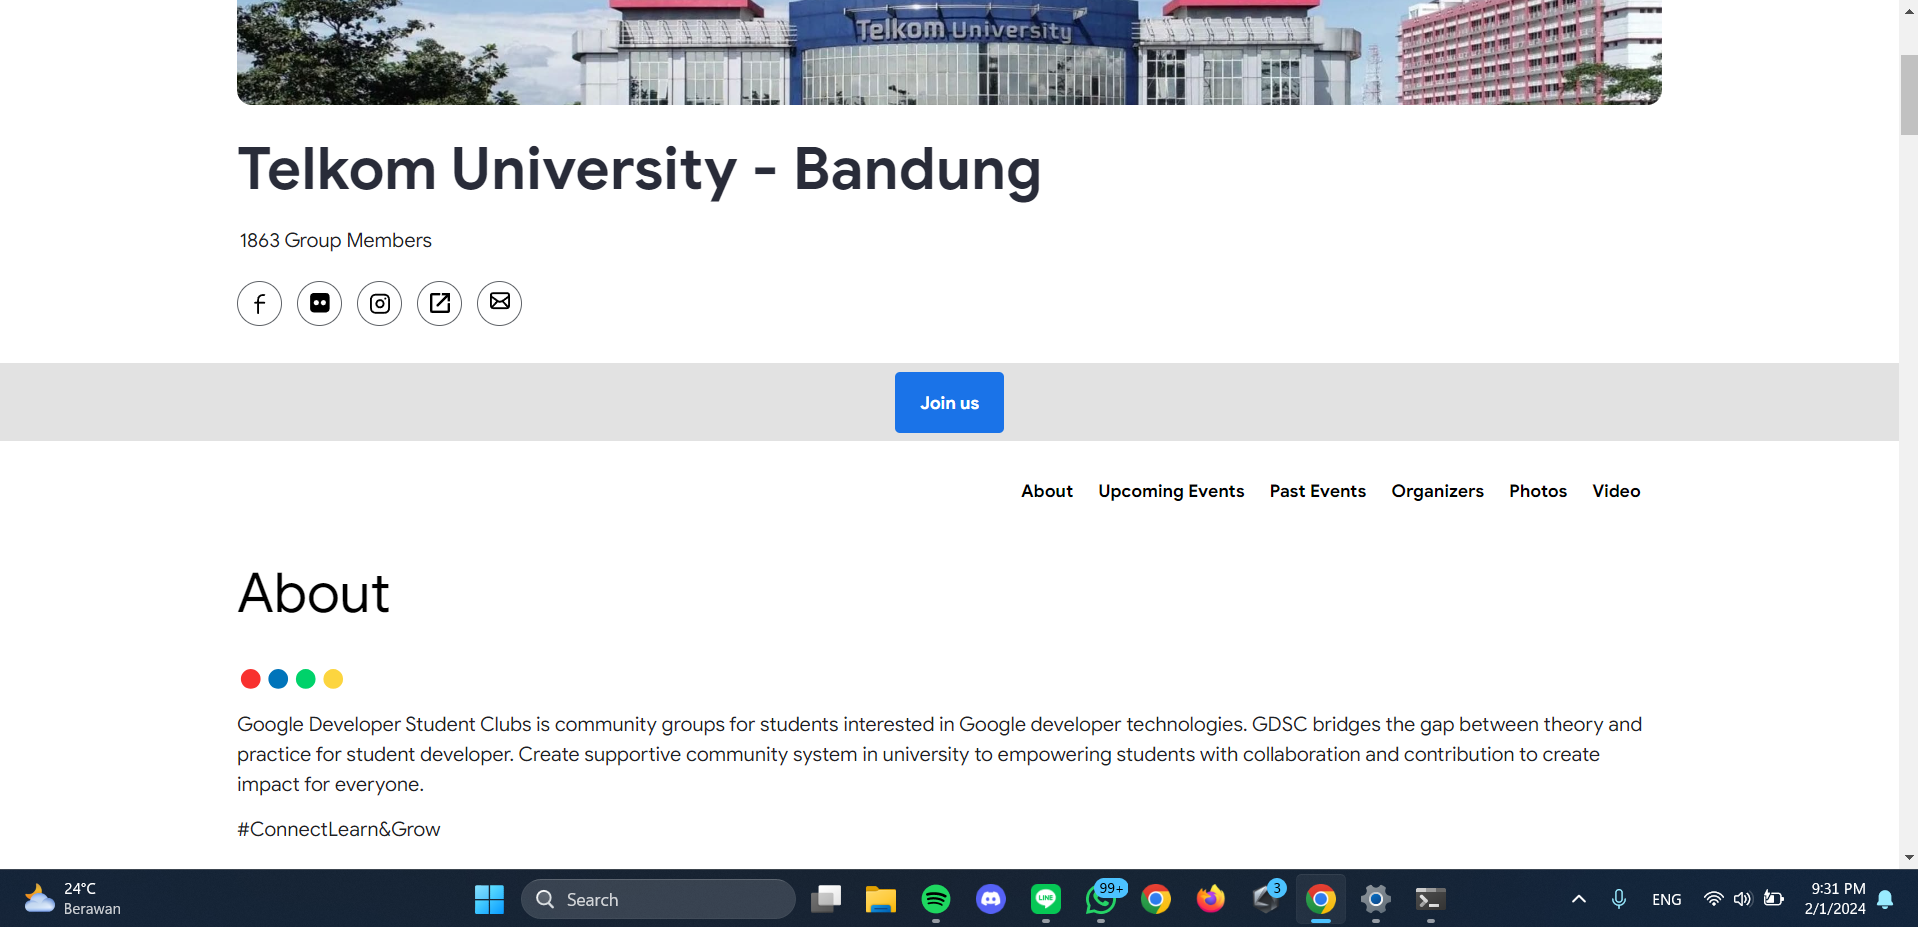 Telkom University
Telkom University - Bandung
1863 Group Members
Join us
About Upcoming Events Past Events Organizers Photos Video
About
Google Developer Student Clubs is community groups for students interested in Google developer technologies. GDSC bridges the gap between theory and
practice for student developer. Create supportive community system in university to empowering students with collaboration and contribution to create
impact for everyone.
#ConnectLearn&Grow
24°C
Berawan
Search
LINE
99+
3
ENG
9:31 PM
2/1/2024